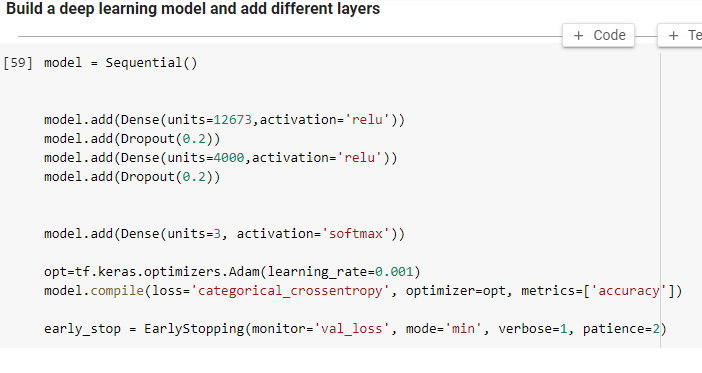 Build a deep learning model and add different layers
+ Code
+ Te
[59] model = Sequential()
model.add(Dense(units=12673,activation='relu'))
model.add(Dropout(0.2))
model.add(Dense(units=4000,activation='relu'))
model.add(Dropout(0.2))
model.add(Dense(units=3, activation='softmax'))
opt=tf.keras.optimizers.Adam(learning_rate=0.001)
model.compile(loss='categorical_crossentropy', optimizer=opt, metrics=['accuracy'])
early_stop = EarlyStopping(monitor='val_loss', mode='min', verbose=1, patience=2)